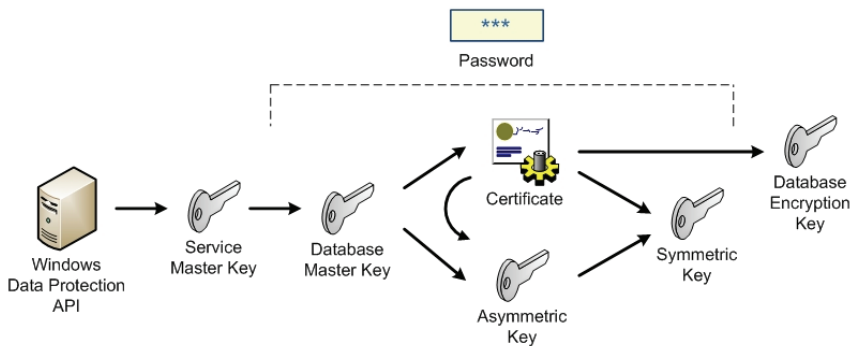 ***
Password
Certificate
Database
Encryption
Key
Windows
Data Protection
API
Service
Master Key
Database
Master Key
Symmetric
Key
Asymmetric
Key